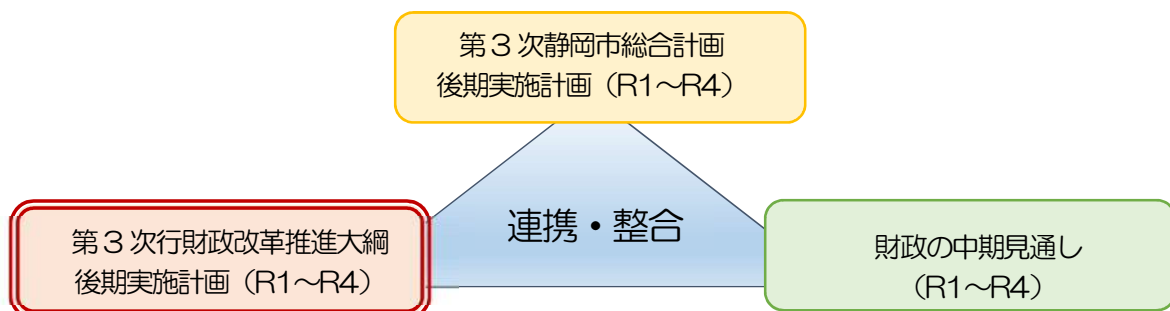 第３次静岡市総合計画
後期実施計画（R1～R4）
連携・整合
第３次行財政改革推進大綱
後期実施計画（R1～R4）
財政の中期見通し
（R1～R4）